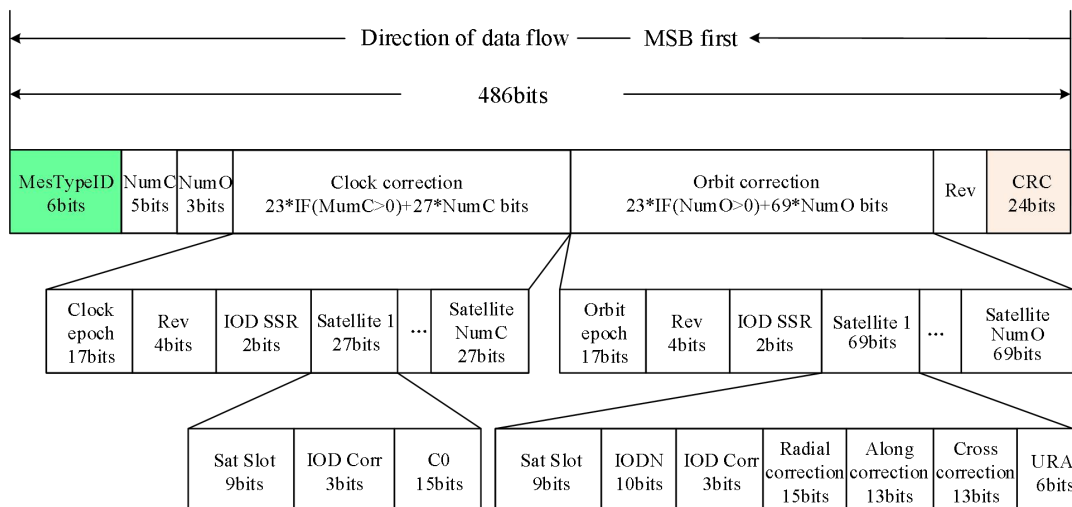 Direction of data flow
MSB first
486bits
MesTypeID
6bits
NumC
5bits
NumO
3bits
Clock correction
23*IF(MumC>0)+27*NumC bits
Orbit correction
23*IF(NumO>0)+69*NumO bits
Rev
CRC
24bits
Clock
epoch
17bits
Rev
4bits
IOD SSR
2bits
Satellite 1
27bits
...
Satellite
NumC
27bits
Orbit
epoch
17bits
Rev
4bits
IOD SSR
2bits
Satellite 1
69bits
...
Satellite
NumO
69bits
Sat Slot
9bits
IOD Corr
3bits
C0
15bits
Sat Slot
9bits
IODN
10bits
IOD Corr
3bits
Radial
correction
15bits
Along
correction
13bits
Cross
correction
13bits
URA
6bits